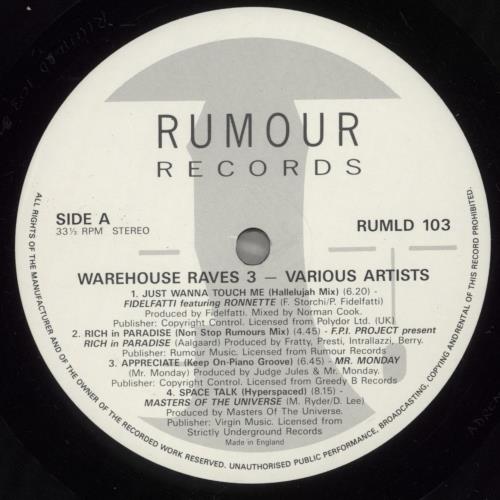 RUMOUR
RECORDS
SIDE A
33⅓ RPM STEREO
RUMLD 103
WAREHOUSE RAVES 3 — VARIOUS ARTISTS
1. JUST WANNA TOUCH ME (Hallelujah Mix) (6.20) -
FIDELFATTI featuring RONNETTE (F. Storchi/P. Fidelfatti)
Produced by Fidelfatti. Mixed by Norman Cook.
Publisher: Copyright Control. Licensed from Polydor Ltd. (UK)
2. RICH in PARADISE (Non Stop Rumours Mix) (4.45) - F.P.I. PROJECT present
RICH in PARADISE (Aalgaard) Produced by Fratty, Presti, Intrallazzi, Berry.
Publisher: Rumour Music. Licensed from Rumour Records
3. APPRECIATE (Keep On-Piano Groove) (6.45) - MR. MONDAY
(Mr. Monday) Produced by Judge Jules & Mr. Monday.
Publisher: Copyright Control. Licensed from Greedy B Records
4. SPACE TALK (Hyperspaced) (8.15) -
MASTERS OF THE UNIVERSE (M. Ryder/D. Lee)
Produced by Masters Of The Universe.
Publisher: Virgin Music. Licensed from
Strictly Underground Records
Made in England
ALL RIGHTS OF THE MANUFACTURER AND OF THE OWNER OF THE RECORDED WORK RESERVED. UNAUTHORISED PUBLIC PERFORMANCE, BROADCASTING, COPYING ANDRENTAL OF THIS RECORD PROHIBITED.